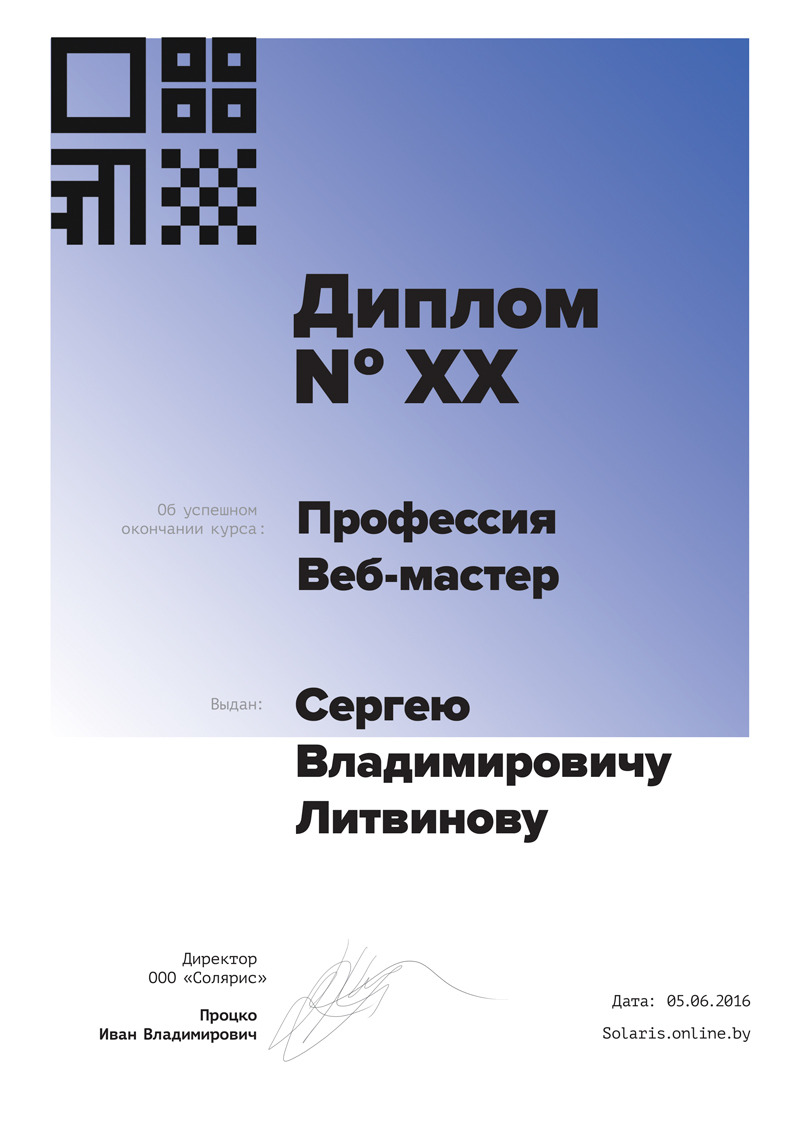 Диплом
№ XX
Об успешном
окончании курса:
Профессия
Веб-мастер
Выдан:
Сергею
Владимировичу
Литвинову
Директор
ООО «Солярис»
Процко
Иван Владимирович
Дата: 05.06.2016
Solaris.online.by